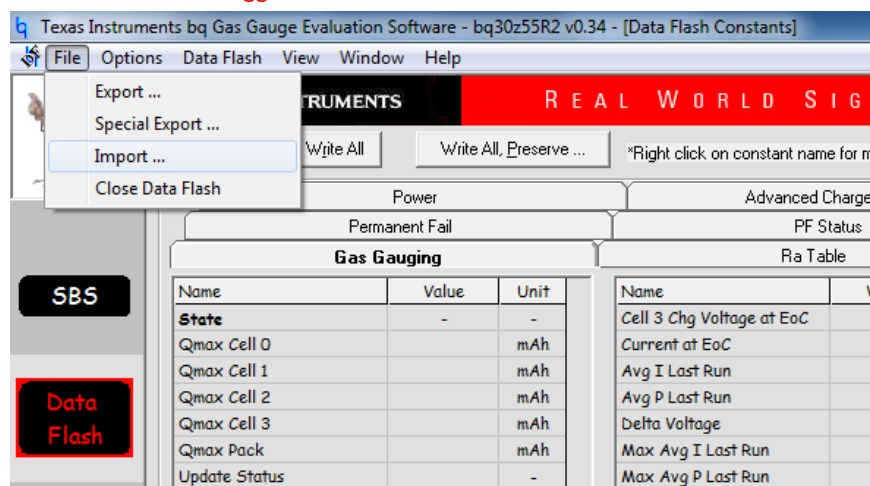 Texas Instruments bq Gas Gauge Evaluation Software - bq30z55R2 v0.34 - [Data Flash Constants]
File Options Data Flash View Window Help
Export ...
Special Export ...
Import ...
Close Data Flash
TRUMENTS
REAL WORLD SIG
Write All
Write All, Preserve ...
*Right click on constant name for
Power
Advanced Charge
Permanent Fail
PF Status
Gas Gauging
Ra Table
SBS
Data
Flash
Name Value Unit
State - -
Qmax Cell 0 mAh
Qmax Cell 1 mAh
Qmax Cell 2 mAh
Qmax Cell 3 mAh
Qmax Pack mAh
Update Status -
Name
Cell 3 Chg Voltage at EoC
Current at EoC
Avg I Last Run
Avg P Last Run
Delta Voltage
Max Avg I Last Run
Max Avg P Last Run